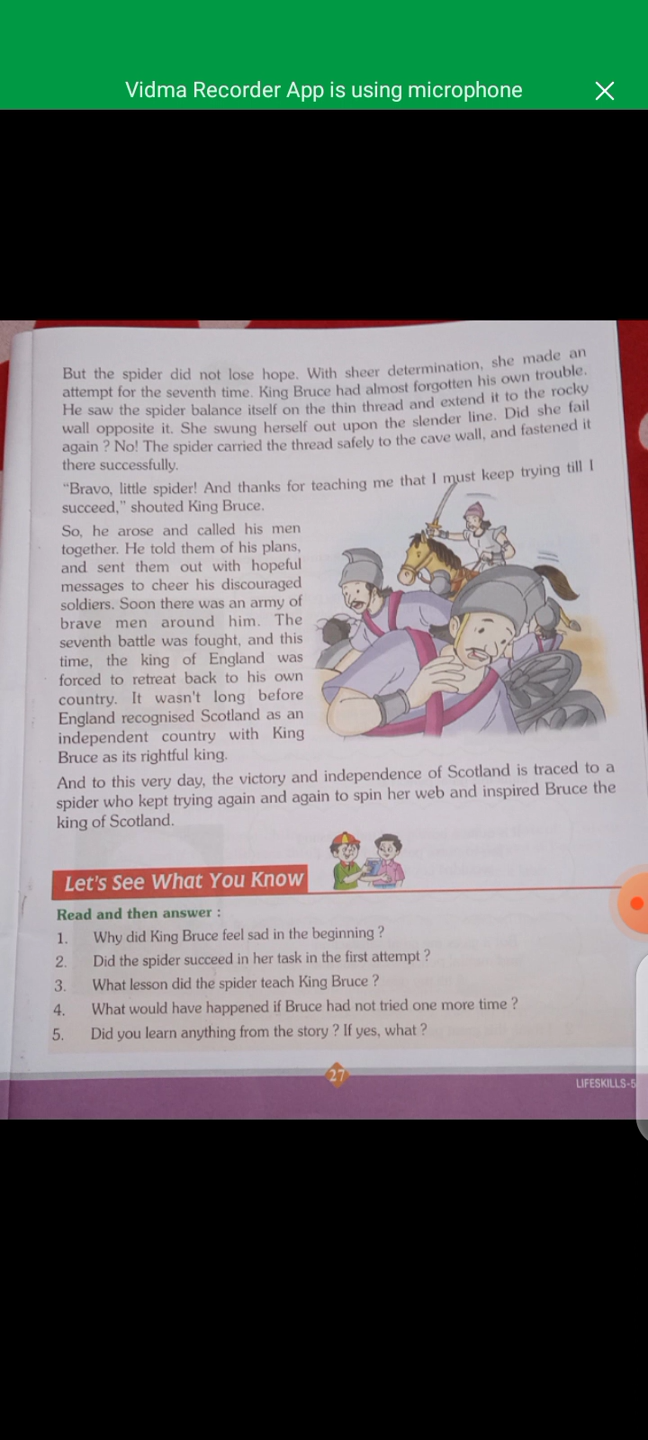 Vidma Recorder App is using microphone
But the spider did not lose hope. With sheer determination, she made an
attempt for the seventh time. King Bruce had almost forgotten his own trouble.
He saw the spider balance itself on the thin thread and extend it to the rocky
wall opposite it. She swung herself out upon the slender line. Did she fail
again ? No! The spider carried the thread safely to the cave wall, and fastened it
there successfully.
“Bravo, little spider! And thanks for teaching me that I must keep trying till I
succeed,” shouted King Bruce.
So, he arose and called his men
together. He told them of his plans,
and sent them out with hopeful
messages to cheer his discouraged
soldiers. Soon there was an army of
brave men around him. The
seventh battle was fought, and this
time, the king of England was
forced to retreat back to his own
country. It wasn't long before
England recognised Scotland as an
independent country with King
Bruce as its rightful king.
And to this very day, the victory and independence of Scotland is traced to a
spider who kept trying again and again to spin her web and inspired Bruce the
king of Scotland.
Let's See What You Know
Read and then answer :
1. Why did King Bruce feel sad in the beginning ?
2. Did the spider succeed in her task in the first attempt ?
3. What lesson did the spider teach King Bruce ?
4. What would have happened if Bruce had not tried one more time ?
5. Did you learn anything from the story ? If yes, what ?
27
LIFESKILLS-5